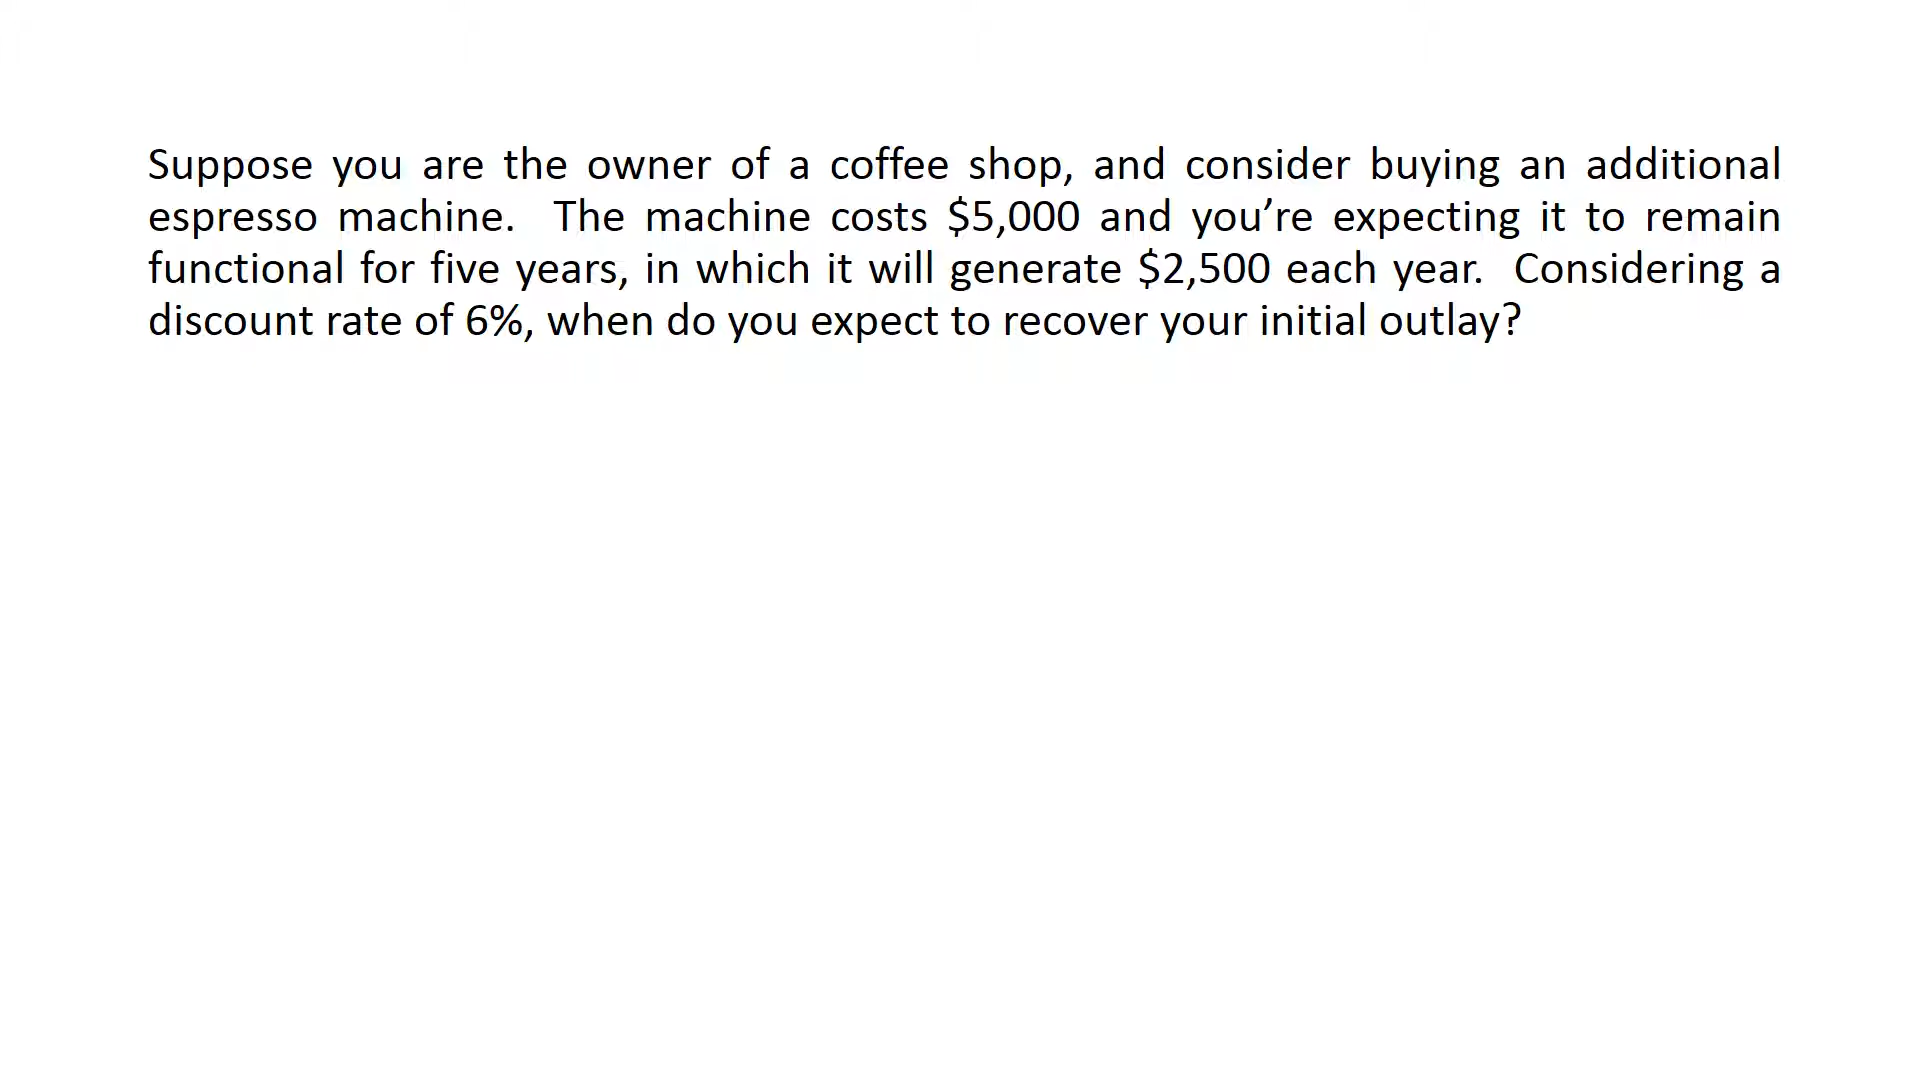 Suppose you are the owner of a coffee shop, and consider buying an additional
espresso machine.  The machine costs $5,000 and you’re expecting it to remain
functional for five years, in which it will generate $2,500 each year.  Considering a
discount rate of 6%, when do you expect to recover your initial outlay?